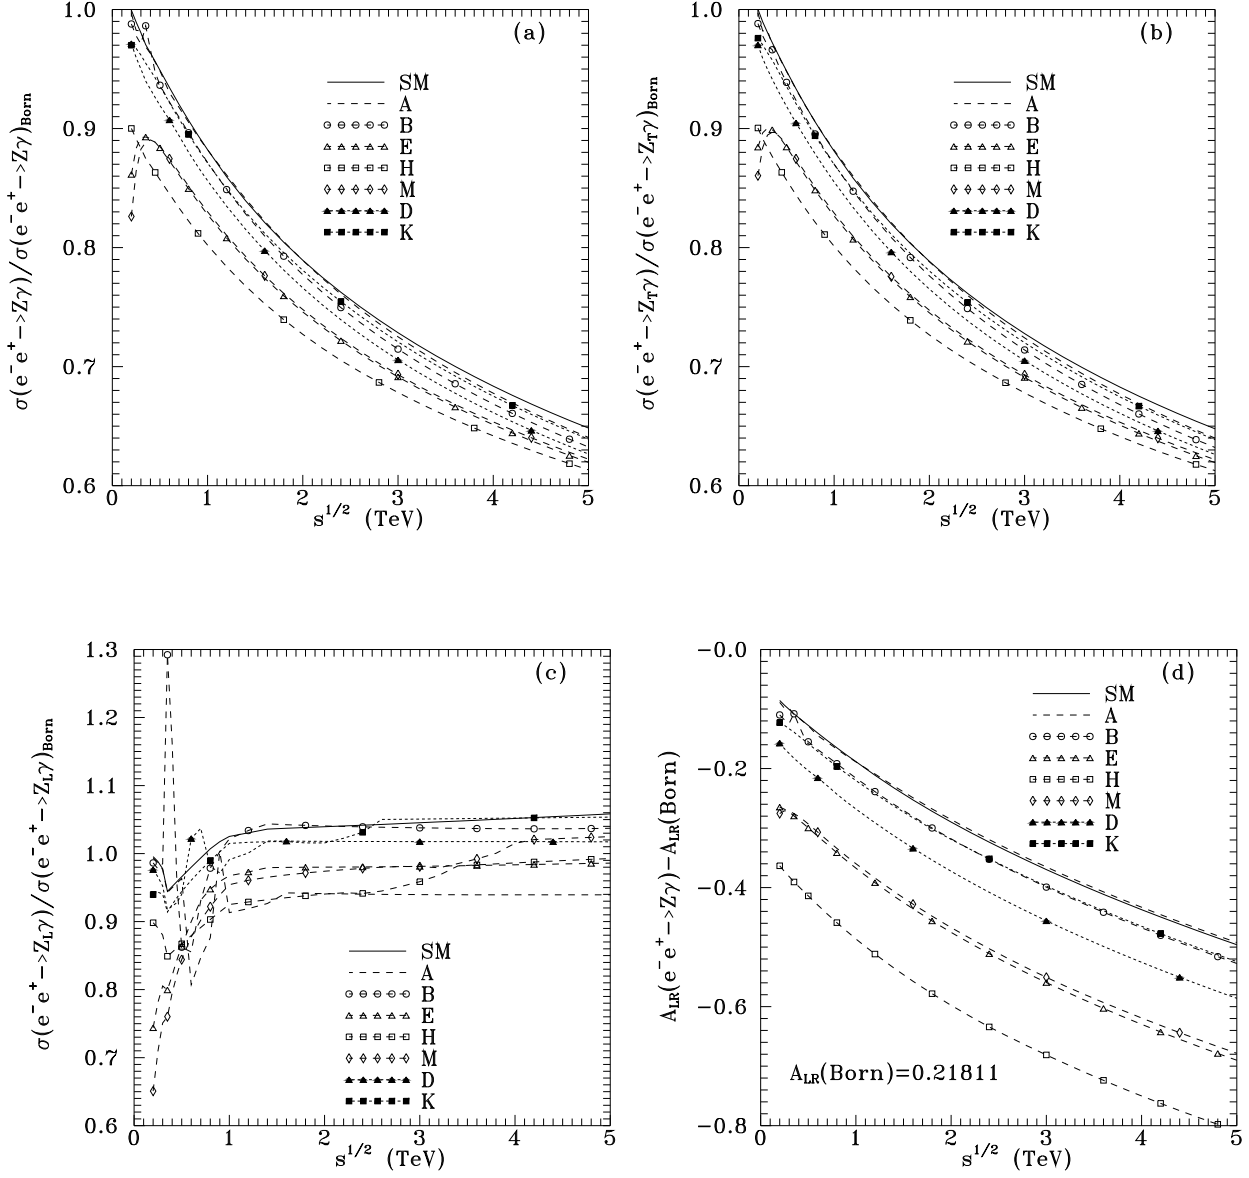 (a)
SM
A
B
E
H
M
D
K
1.0
0.9
0.8
0.7
0.6
0
1
2
3
4
5
s^1/2 (TeV)
σ(e⁻e⁺−>Zγ)/σ(e⁻e⁺−>Zγ)Born
(b)
SM
A
B
E
H
M
D
K
1.0
0.9
0.8
0.7
0.6
0
1
2
3
4
5
s^1/2 (TeV)
σ(e⁻e⁺−>Z_Tγ)/σ(e⁻e⁺−>Z_Tγ)Born
(c)
SM
A
B
E
H
M
D
K
1.3
1.2
1.1
1.0
0.9
0.8
0.7
0.6
0
1
2
3
4
5
s^1/2 (TeV)
σ(e⁻e⁺−>Z_Lγ)/σ(e⁻e⁺−>Z_Lγ)Born
(d)
SM
A
B
E
H
M
D
K
A_LR(Born)=0.21811
−0.0
−0.2
−0.4
−0.6
−0.8
0
1
2
3
4
5
s^1/2 (TeV)
A_LR(e⁻e⁺−>Zγ)−A_LR(Born)